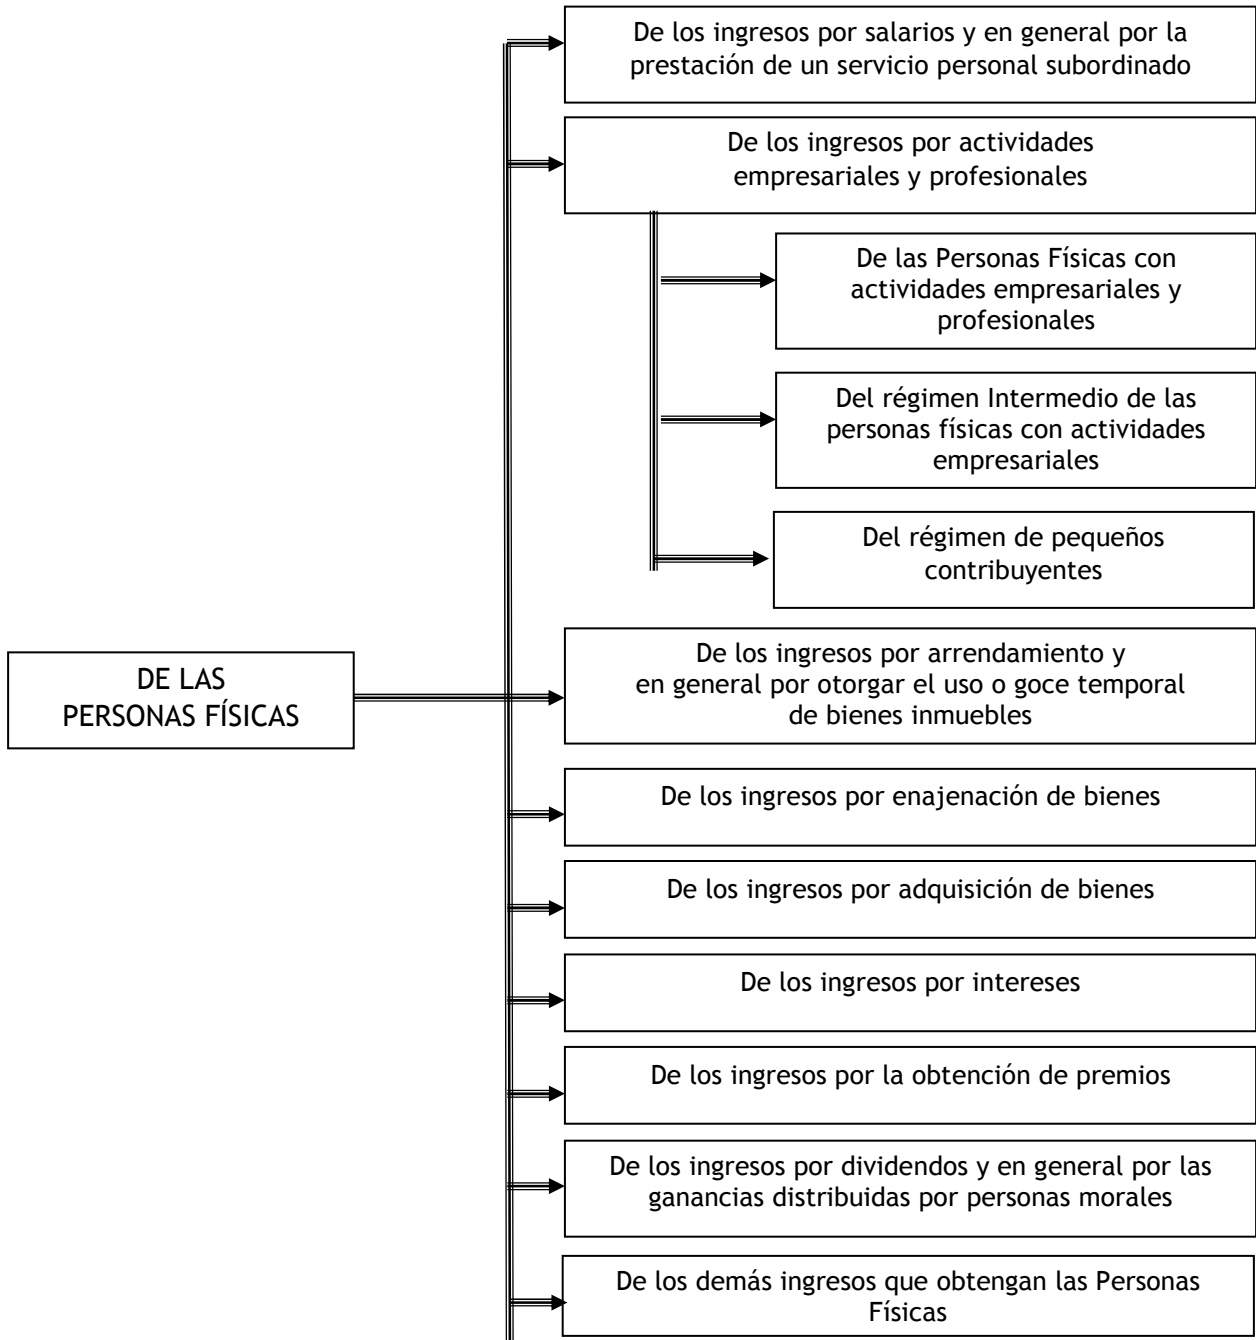 De los ingresos por salarios y en general por la
prestación de un servicio personal subordinado
De los ingresos por actividades
empresariales y profesionales
De las Personas Físicas con
actividades empresariales y
profesionales
Del régimen Intermedio de las
personas físicas con actividades
empresariales
Del régimen de pequeños
contribuyentes
DE LAS
PERSONAS FÍSICAS
De los ingresos por arrendamiento y
en general por otorgar el uso o goce temporal
de bienes inmuebles
De los ingresos por enajenación de bienes
De los ingresos por adquisición de bienes
De los ingresos por intereses
De los ingresos por la obtención de premios
De los ingresos por dividendos y en general por las
ganancias distribuidas por personas morales
De los demás ingresos que obtengan las Personas
Físicas